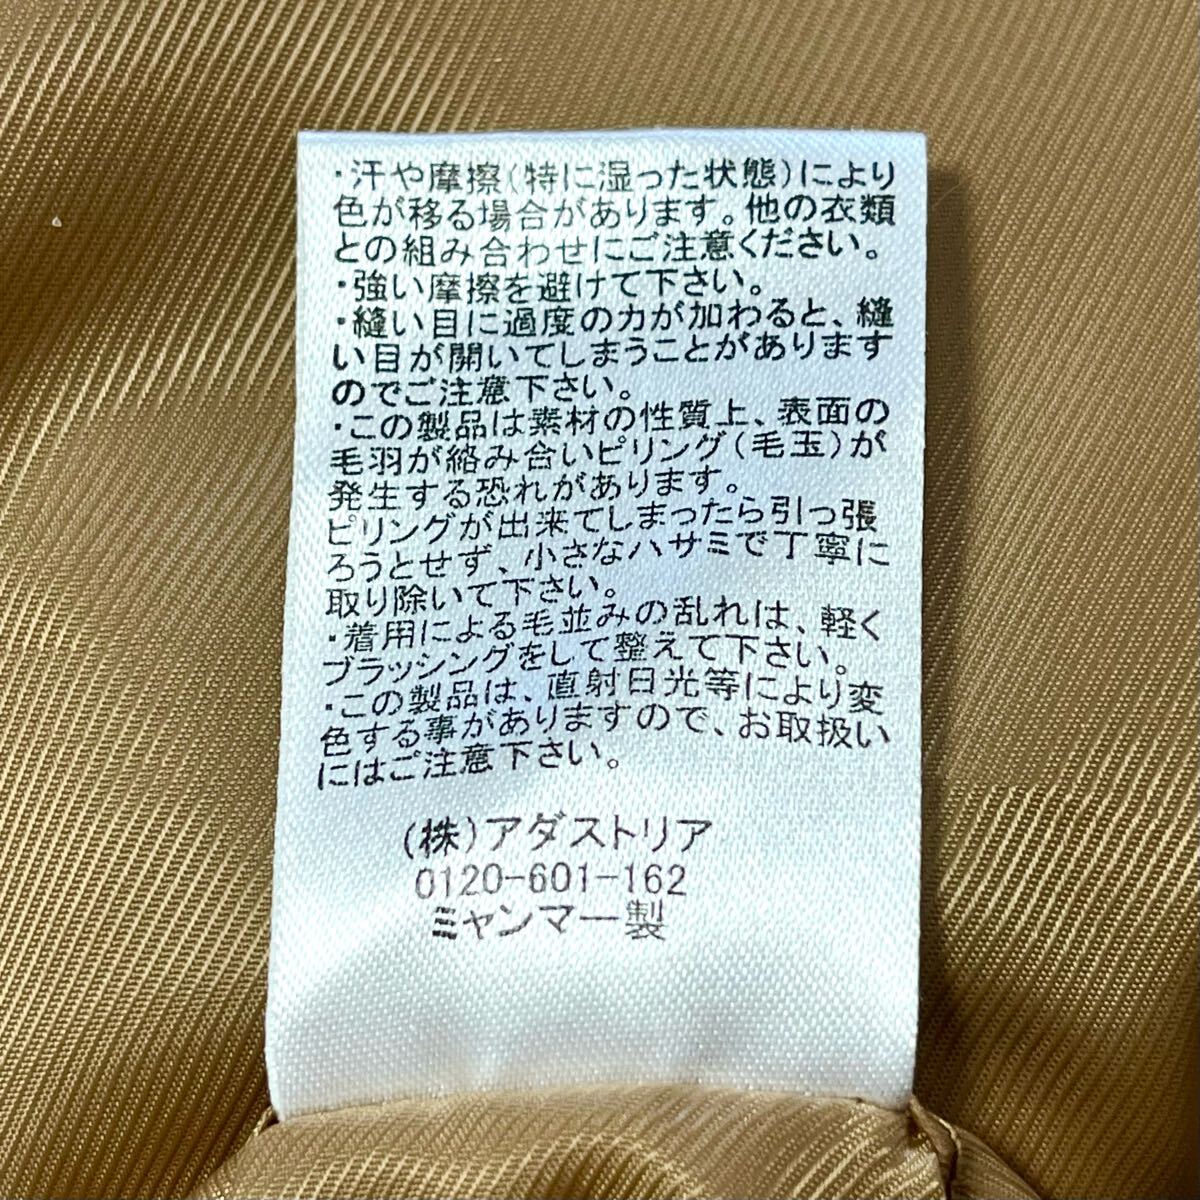 ・汗や摩擦(特に湿った状態)により
色が移る場合があります。他の衣類
との組み合わせにご注意ください。
・強い摩擦を避けて下さい。
・縫い目に過度の力が加わると、縫
い目が開いてしまうことがあります
のでご注意下さい。
・この製品は素材の性質上、表面の
毛羽が絡み合いピリング(毛玉)が
発生する恐れがあります。
ピリングが出来てしまったら引っ張
ろうとせず、小さなハサミで丁寧に
取り除いて下さい。
・着用による毛並みの乱れは、軽く
ブラッシングをして整えて下さい。
・この製品は、直射日光等により変
色する事がありますので、お取扱い
にはご注意下さい。
(株)アダストリア
0120-601-162
ミャンマー製